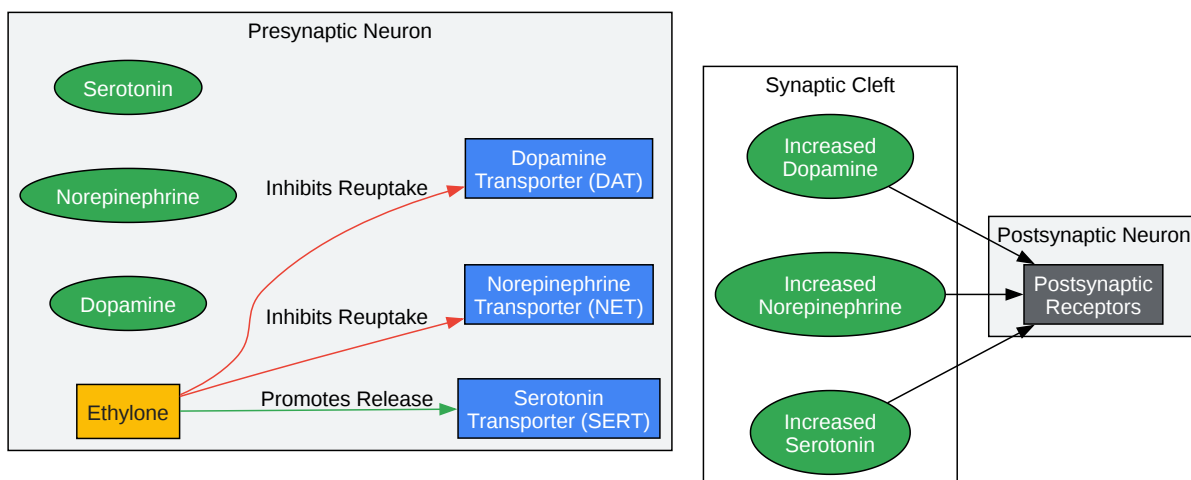 Presynaptic Neuron
Serotonin
Norepinephrine
Dopamine
Ethylone
Inhibits Reuptake
Inhibits Reuptake
Promotes Release
Dopamine
Transporter (DAT)
Norepinephrine
Transporter (NET)
Serotonin
Transporter (SERT)
Synaptic Cleft
Increased
Dopamine
Increased
Norepinephrine
Increased
Serotonin
Postsynaptic Neuron
Postsynaptic
Receptors